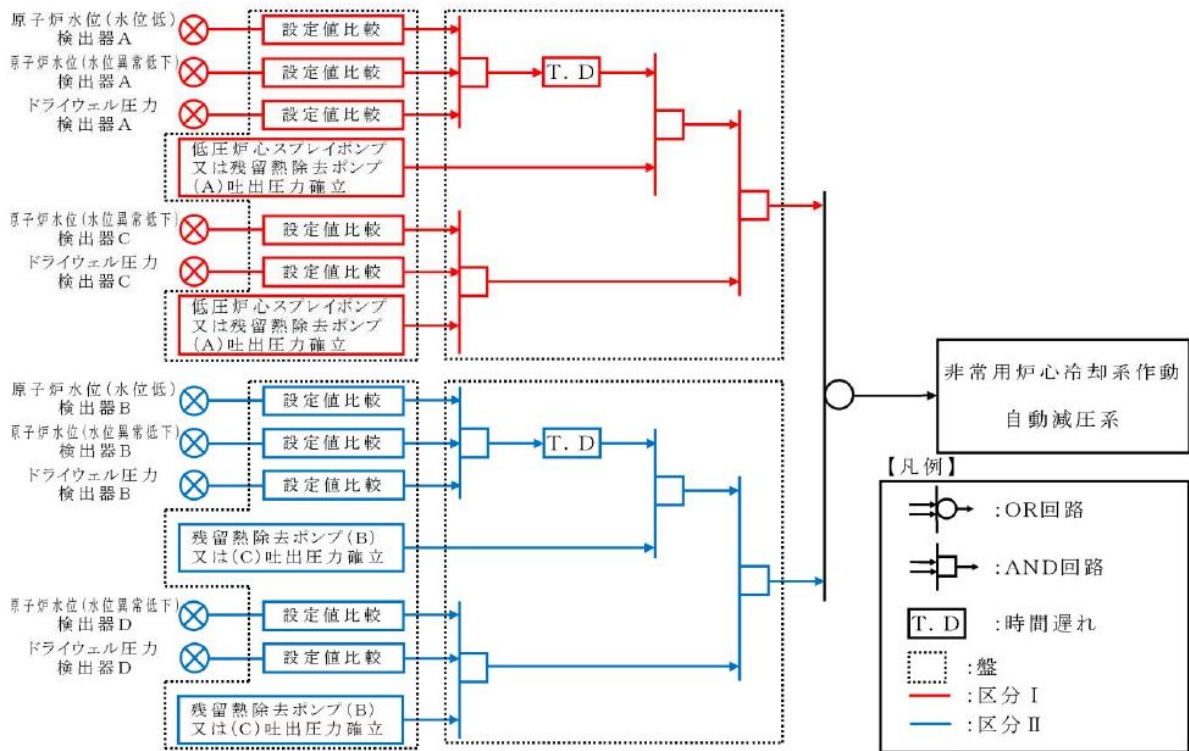 原子炉水位(水位低)
検出器A
設定値比較
原子炉水位(水位異常低下)
検出器A
設定値比較
T.D
ドライウェル圧力
検出器A
設定値比較
低圧炉心スプレイポンプ
又は残留熱除去ポンプ
(A)吐出圧力確立
原子炉水位(水位異常低下)
検出器C
設定値比較
ドライウェル圧力
検出器C
設定値比較
低圧炉心スプレイポンプ
又は残留熱除去ポンプ
(A)吐出圧力確立
原子炉水位(水位低)
検出器B
設定値比較
原子炉水位(水位異常低下)
検出器B
設定値比較
T.D
ドライウェル圧力
検出器B
設定値比較
残留熱除去ポンプ(B)
又は(C)吐出圧力確立
原子炉水位(水位異常低下)
検出器D
設定値比較
ドライウェル圧力
検出器D
設定値比較
残留熱除去ポンプ(B)
又は(C)吐出圧力確立
非常用炉心冷却系作動
自動減圧系
【凡例】
:OR回路
:AND回路
T.D :時間遅れ
:盤
:区分Ⅰ
:区分Ⅱ